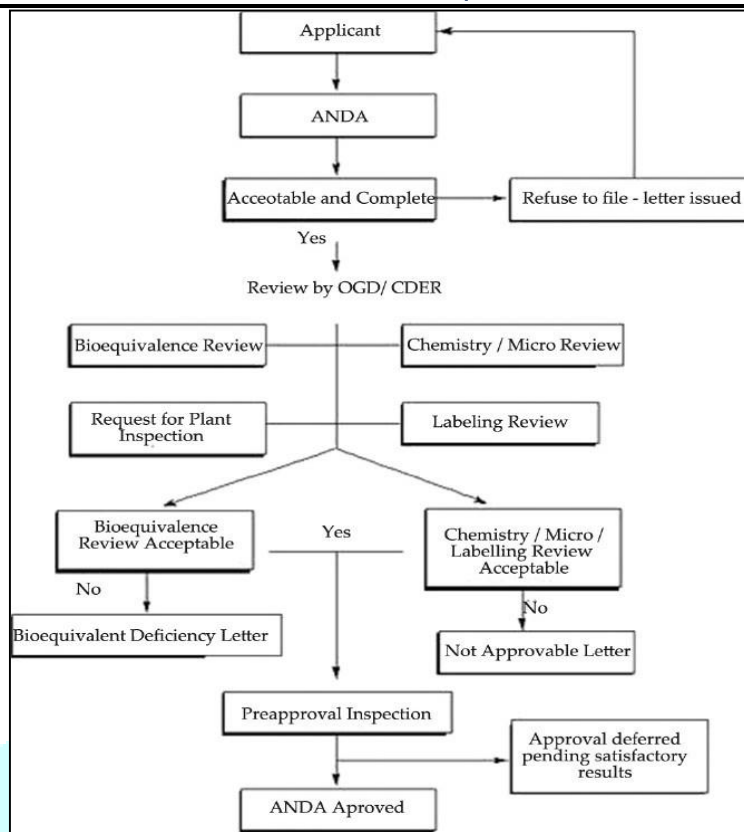 Applicant
ANDA
Acceotable and Complete
Refuse to file - letter issued
Yes
Review by OGD/ CDER
Bioequivalence Review
Chemistry / Micro Review
Request for Plant
Inspection
Labeling Review
Bioequivalence
Review Acceptable
Yes
Chemistry / Micro /
Labelling Review
Acceptable
No
No
Bioequivalent Deficiency Letter
Not Approvable Letter
Preapproval Inspection
Approval deferred
pending satisfactory
results
ANDA Aproved